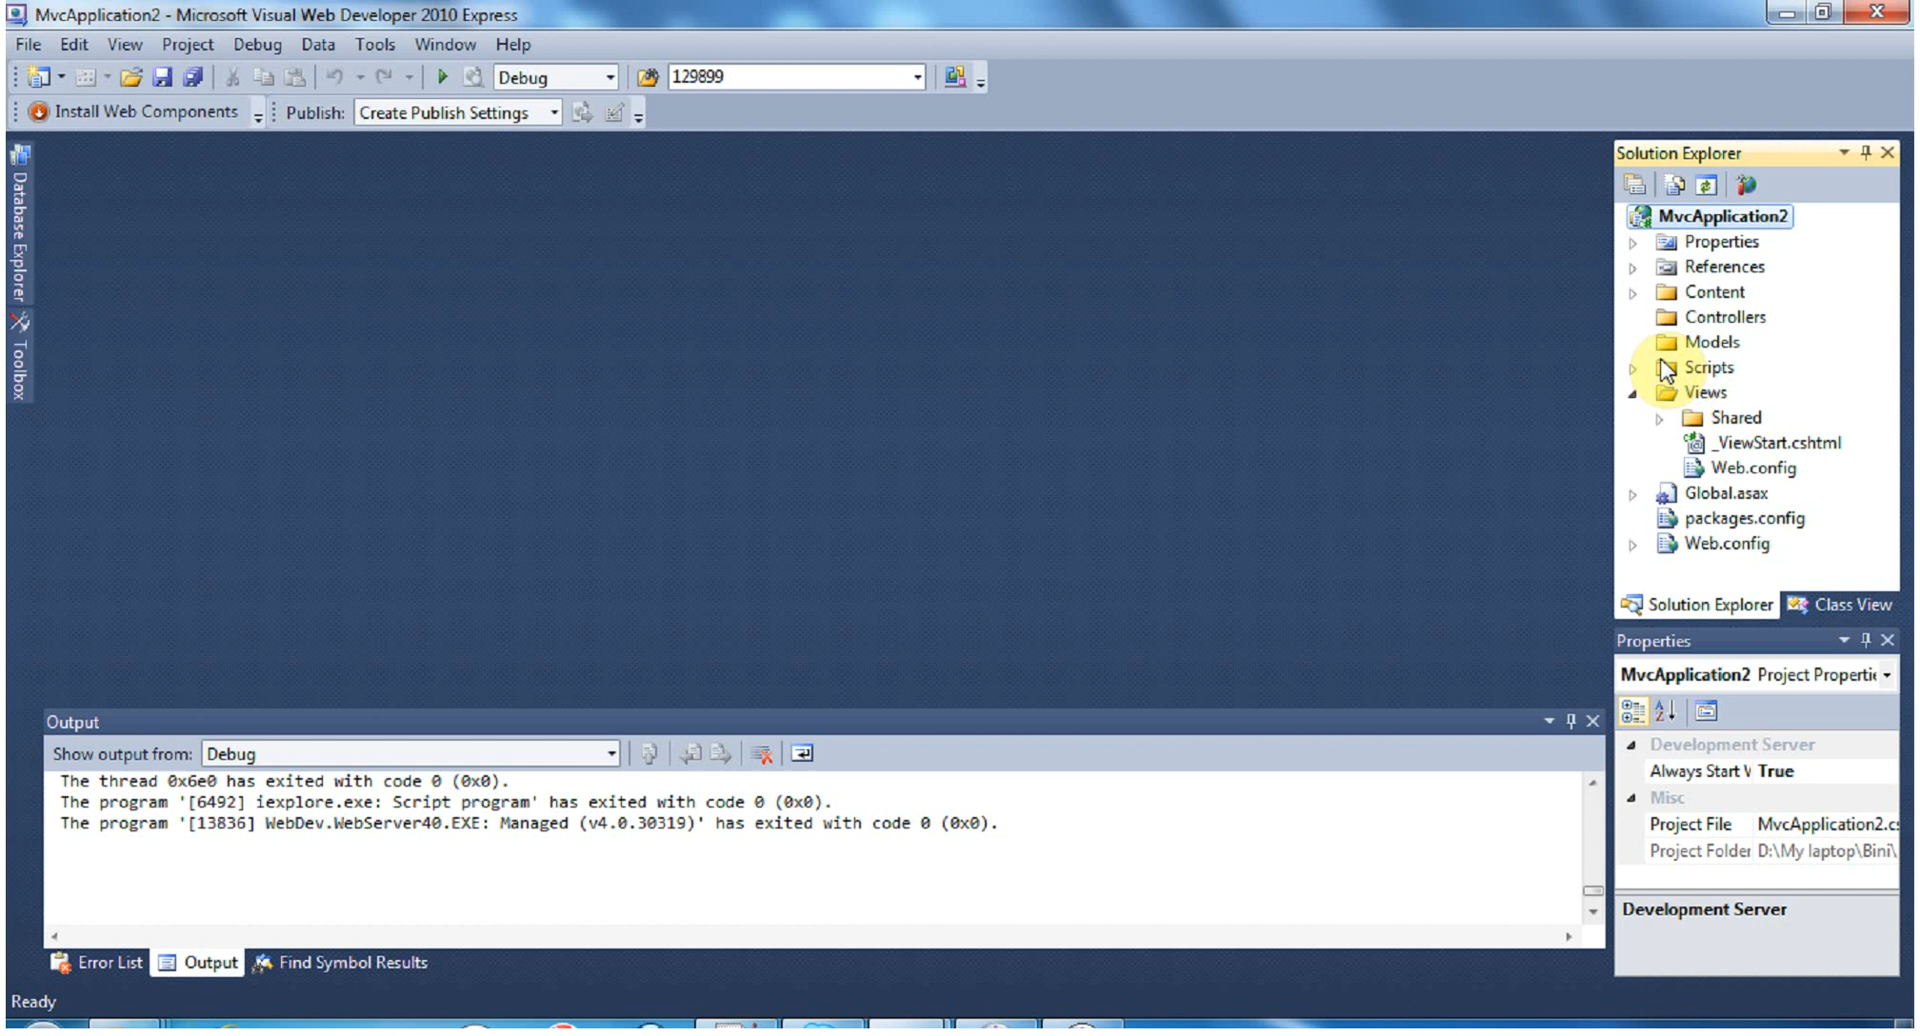 MvcApplication2 - Microsoft Visual Web Developer 2010 Express
File Edit View Project Debug Data Tools Window Help
Debug 129899
Install Web Components Publish: Create Publish Settings
Database Explorer
Toolbox
Solution Explorer
MvcApplication2
Properties
References
Content
Controllers
Models
Scripts
Views
Shared
_ViewStart.cshtml
Web.config
Global.asax
packages.config
Web.config
Solution Explorer Class View
Properties
MvcApplication2 Project Propertie
Development Server
Always Start V True
Misc
Project File MvcApplication2.cs
Project Folder D:\My laptop\Bini\
Development Server
Output
Show output from: Debug
The thread 0x6e0 has exited with code 0 (0x0).
The program '[6492] iexplore.exe: Script program' has exited with code 0 (0x0).
The program '[13836] WebDev.WebServer40.EXE: Managed (v4.0.30319)' has exited with code 0 (0x0).
Error List Output Find Symbol Results
Ready